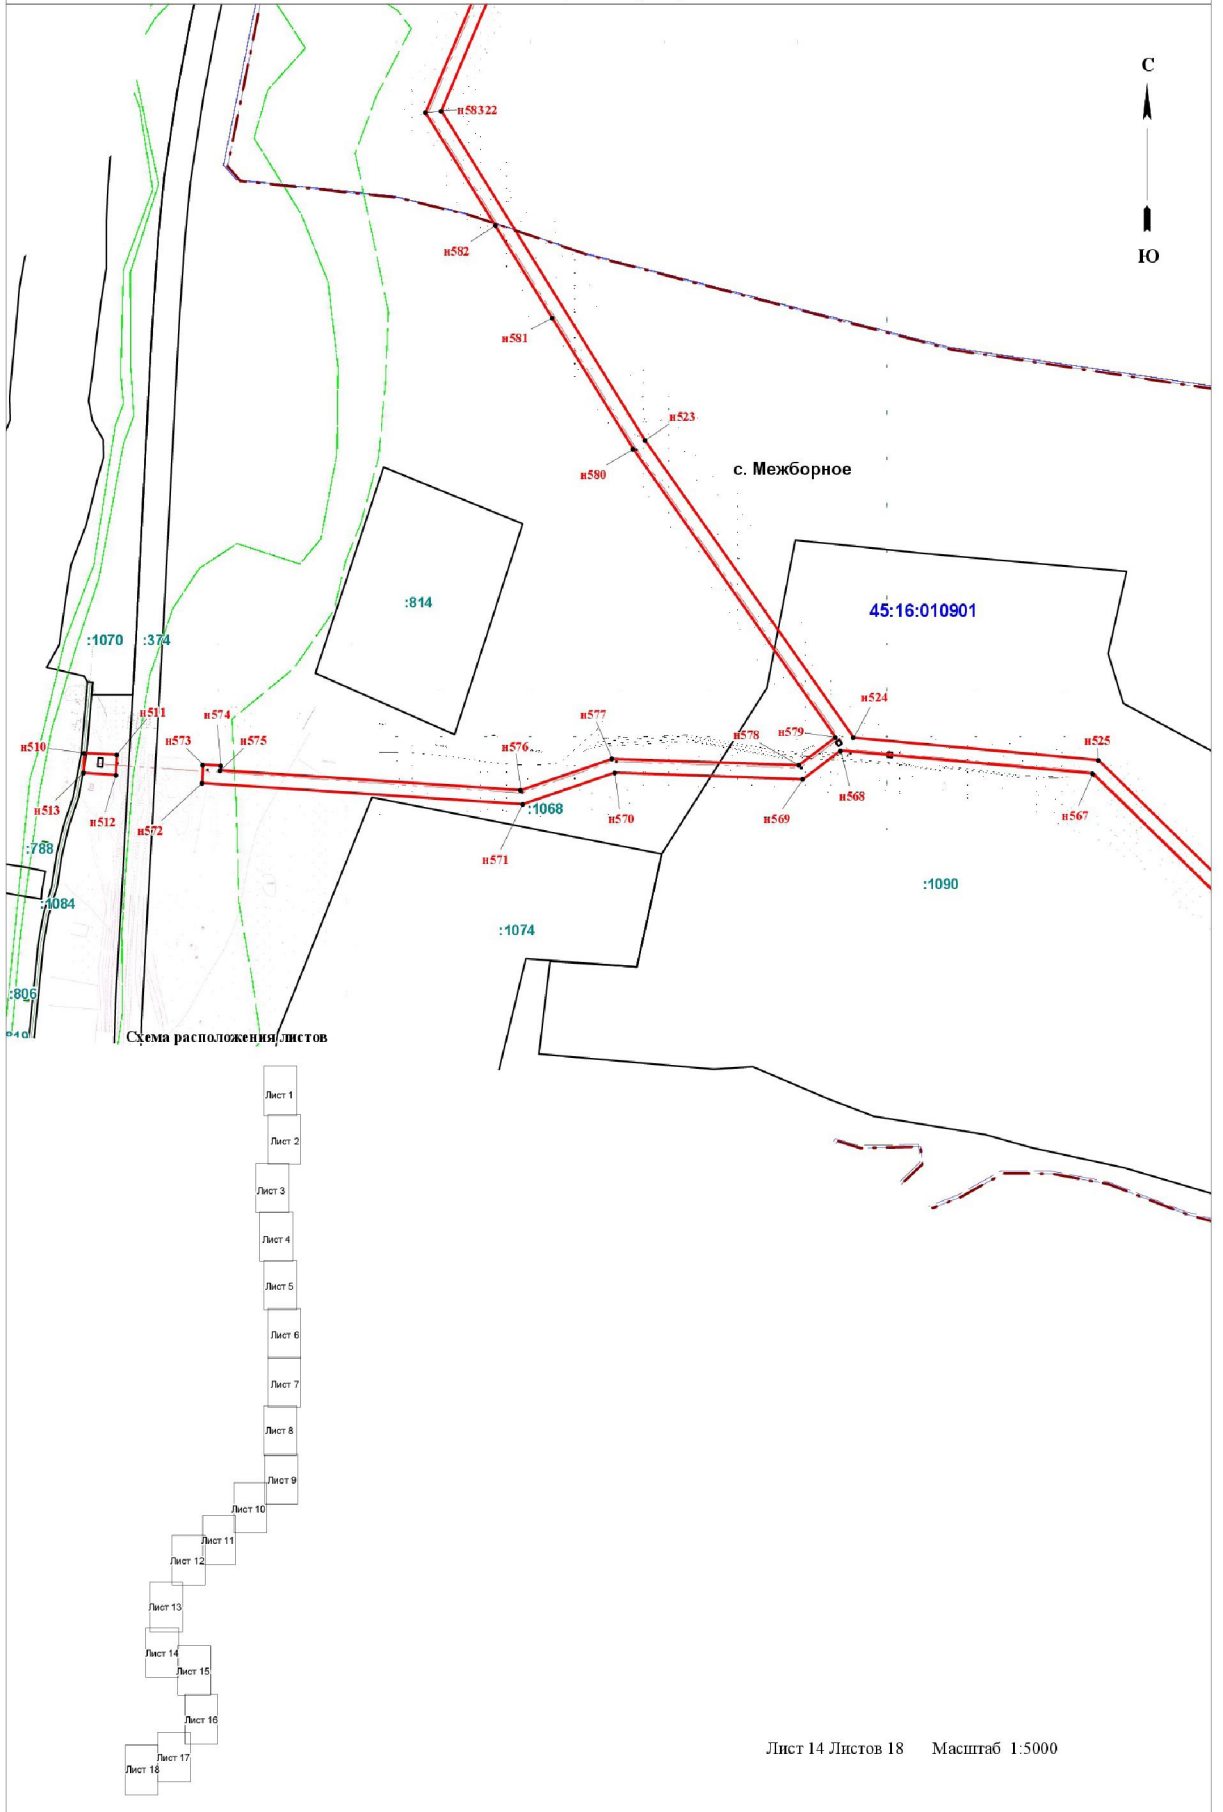 С
н58322
Ю
н582
н581
н523
с. Межборное
н580
:814
45:16:010901
:1070
:374
н524
н511
н574
н577
н579
н578
н510
н573
н575
н576
н525
н568
н513
:1068
н567
н512
н572
н570
н569
:788
н571
:1090
:1084
:1074
:806
Схема расположения листов
Лист 1
Лист 2
Лист 3
Лист 4
Лист 5
Лист 6
Лист 7
Лист 8
Лист 9
Лист 10
Лист 11
Лист 12
Лист 13
Лист 14
Лист 15
Лист 16
Лист 14 Листов 18 Масштаб 1:5000
Лист 17
Лист 18